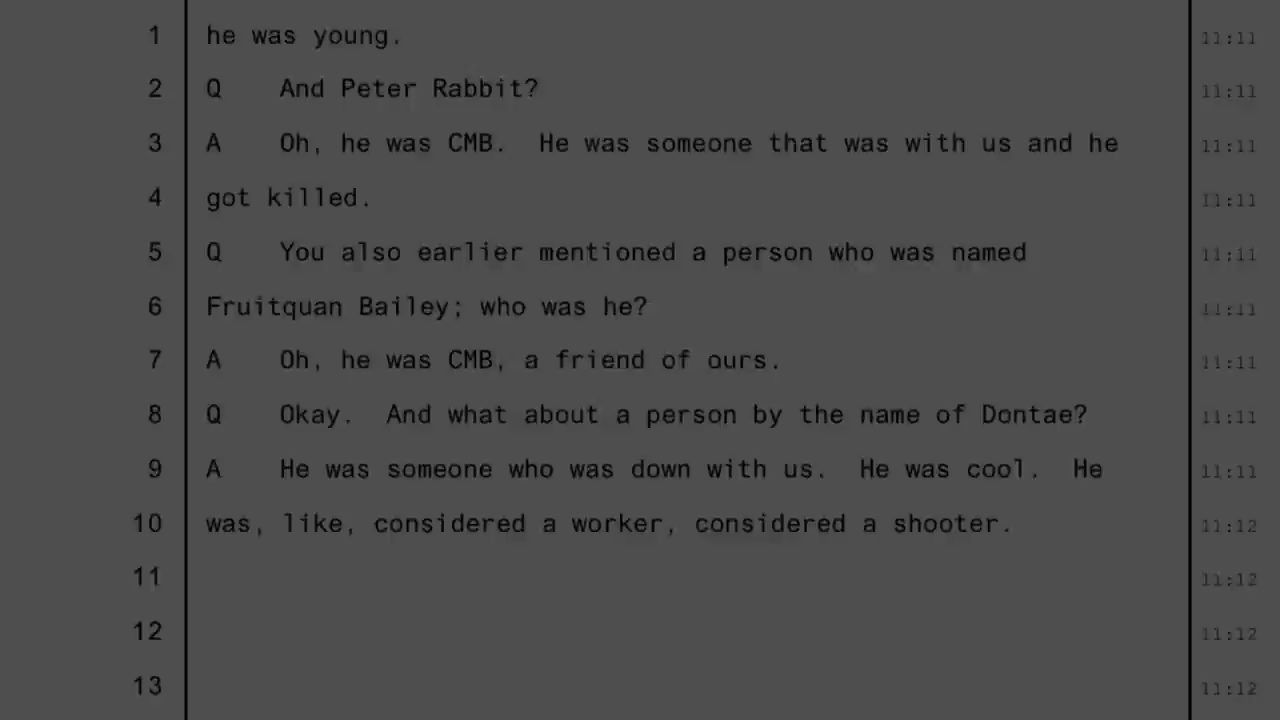 1 he was young. 11:11
2 Q And Peter Rabbit? 11:11
3 A Oh, he was CMB. He was someone that was with us and he 11:11
4 got killed. 11:11
5 Q You also earlier mentioned a person who was named 11:11
6 Fruitquan Bailey; who was he? 11:11
7 A Oh, he was CMB, a friend of ours. 11:11
8 Q Okay. And what about a person by the name of Dontae? 11:11
9 A He was someone who was down with us. He was cool. He 11:11
10 was, like, considered a worker, considered a shooter. 11:12
11 11:12
12 11:12
13 11:12